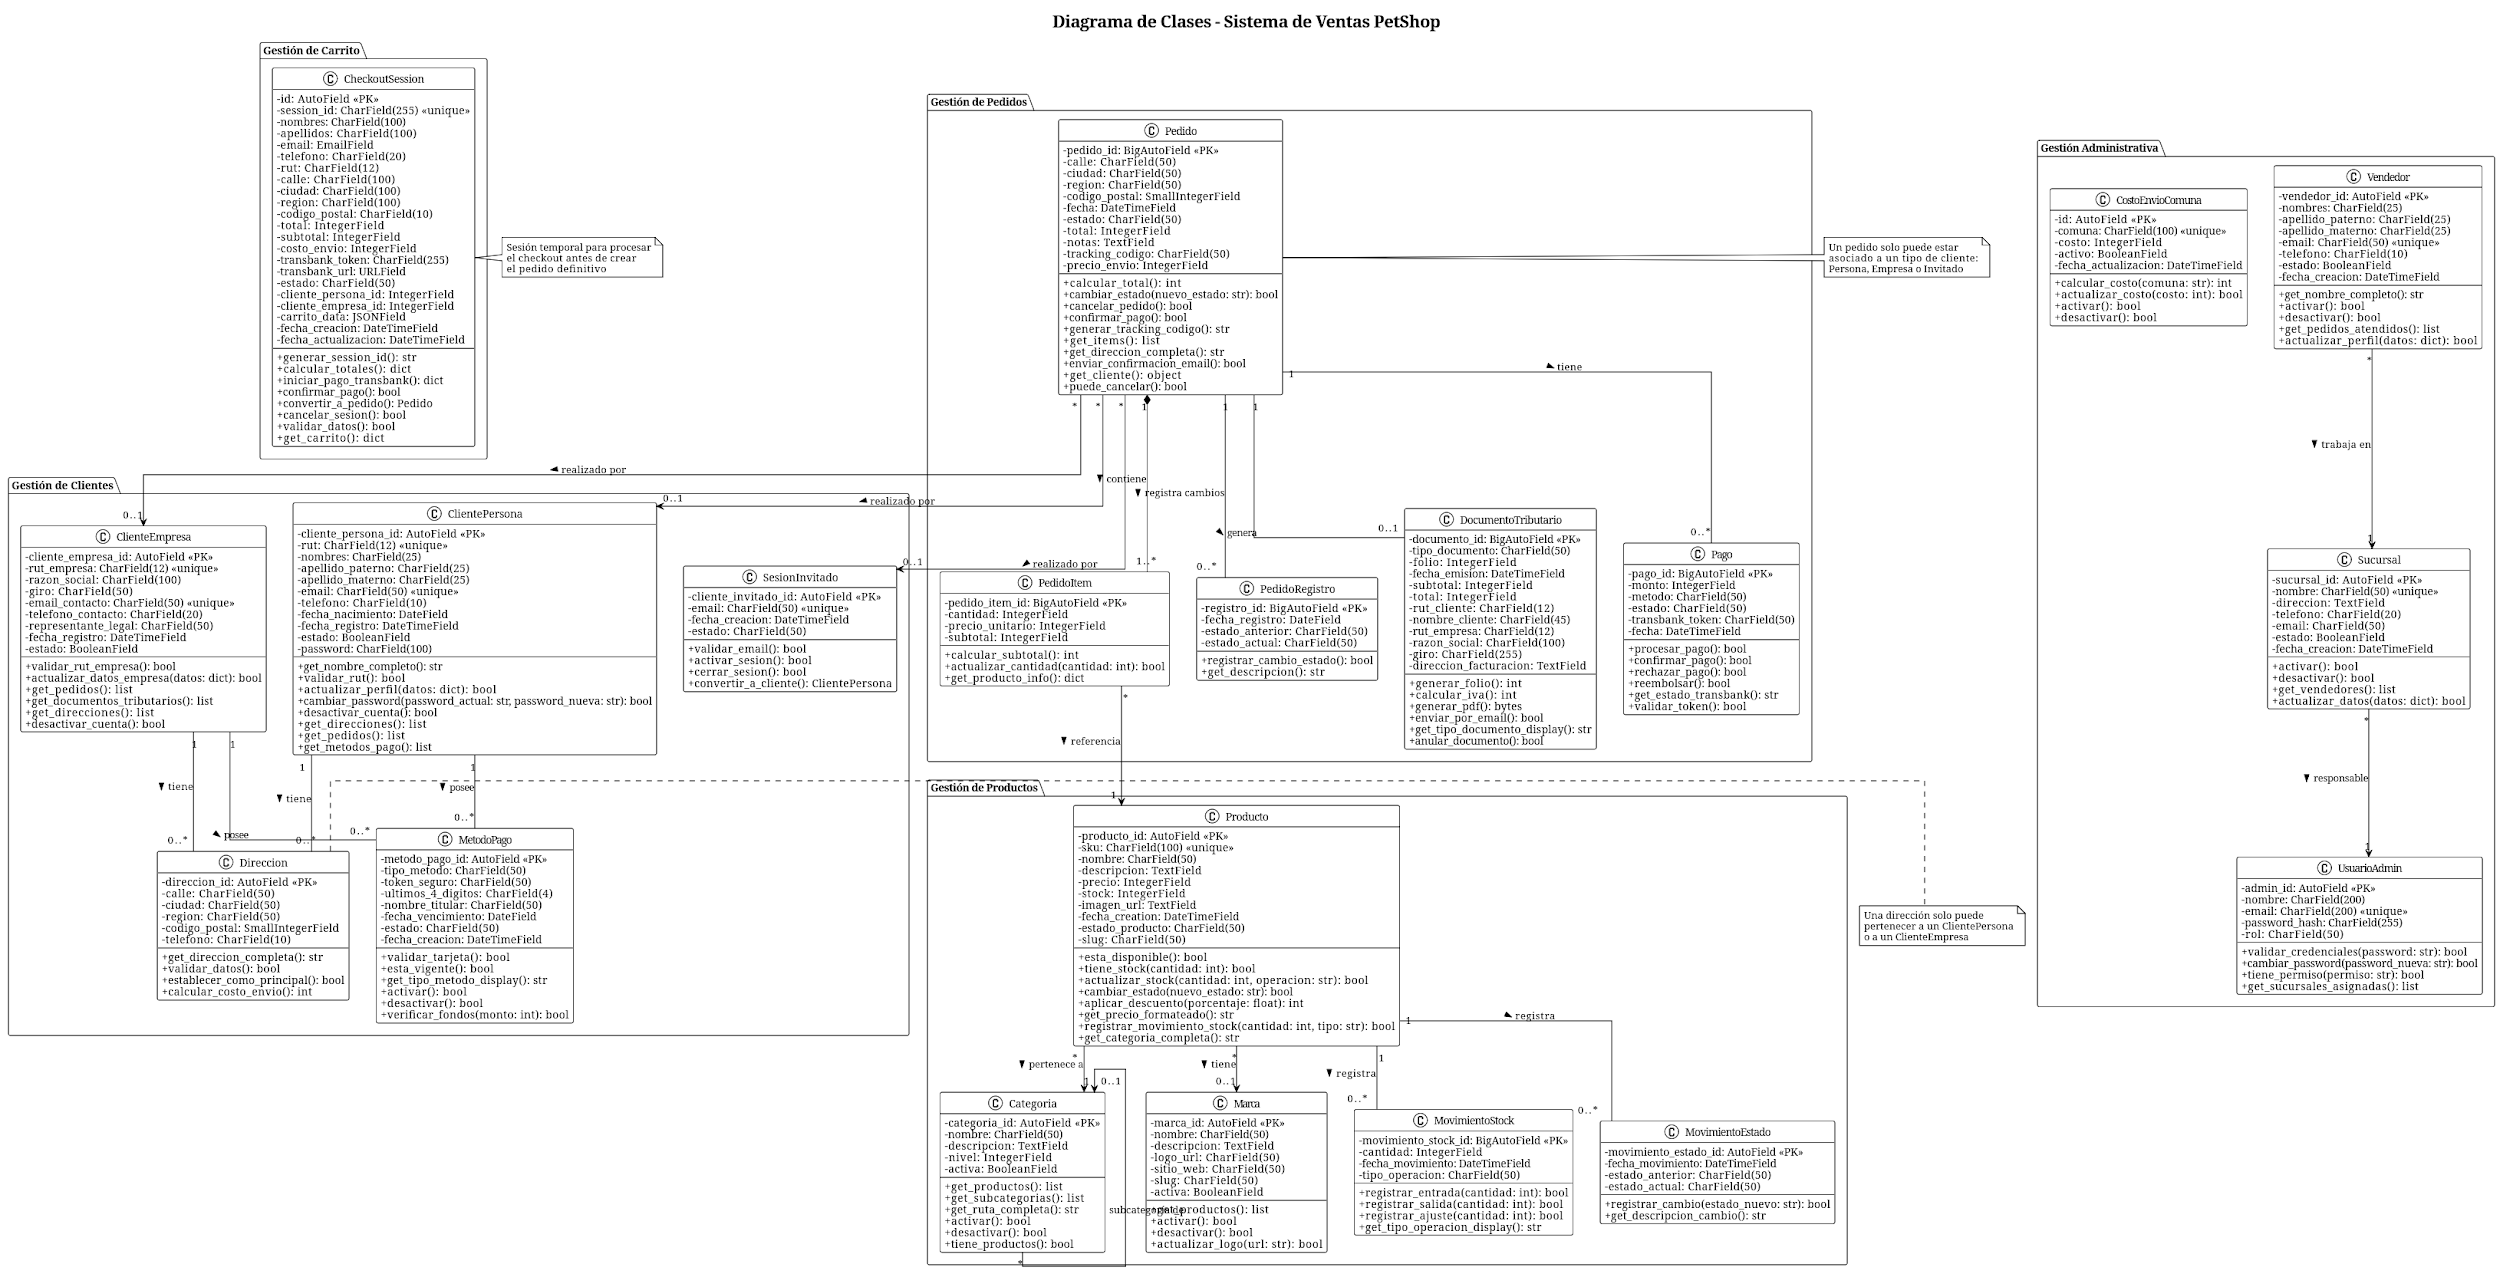 Diagrama de Clases - Sistema de Ventas PetShop
Gestión de Carrito
CheckoutSession
-id: AutoField «PK»
-session_id: CharField(255) «unique»
-nombres: CharField(100)
-apellidos: CharField(100)
-email: EmailField
-telefono: CharField(20)
-rut: CharField(12)
-calle: CharField(100)
-ciudad: CharField(100)
-region: CharField(100)
-codigo_postal: CharField(10)
-total: IntegerField
-subtotal: IntegerField
-costo_envio: IntegerField
-transbank_token: CharField(255)
-transbank_url: URLField
-estado: CharField(50)
-cliente_persona_id: IntegerField
-cliente_empresa_id: IntegerField
-carrito_data: JSONField
-fecha_creacion: DateTimeField
-fecha_actualizacion: DateTimeField
+generar_session_id(): str
+calcular_totales(): dict
+iniciar_pago_transbank(): dict
+confirmar_pago(): bool
+convertir_a_pedido(): Pedido
+cancelar_sesion(): bool
+validar_datos(): bool
+get_carrito(): dict
Sesión temporal para procesar
el checkout antes de crear
el pedido definitivo
Gestión de Pedidos
Pedido
-pedido_id: BigAutoField «PK»
-calle: CharField(50)
-ciudad: CharField(50)
-region: CharField(50)
-codigo_postal: SmallIntegerField
-fecha: DateTimeField
-estado: CharField(50)
-total: IntegerField
-notas: TextField
-tracking_codigo: CharField(50)
-precio_envio: IntegerField
+calcular_total(): int
+cambiar_estado(nuevo_estado: str): bool
+cancelar_pedido(): bool
+confirmar_pago(): bool
+generar_tracking_codigo(): str
+get_items(): list
+get_direccion_completa(): str
+enviar_confirmacion_email(): bool
+get_cliente(): object
+puede_cancelar(): bool
Un pedido solo puede estar
asociado a un tipo de cliente:
Persona, Empresa o Invitado
1
tiene
0..*
*
*
*
1
1
1
realizado por
0..1
realizado por
0..1
realizado por
0..1
contiene
1..*
registra cambios
0..*
genera
0..1
PedidoItem
-pedido_item_id: BigAutoField «PK»
-cantidad: IntegerField
-precio_unitario: IntegerField
-subtotal: IntegerField
+calcular_subtotal(): int
+actualizar_cantidad(cantidad: int): bool
+get_producto_info(): dict
PedidoRegistro
-registro_id: BigAutoField «PK»
-fecha_registro: DateField
-estado_anterior: CharField(50)
-estado_actual: CharField(50)
+registrar_cambio_estado(): bool
+get_descripcion(): str
DocumentoTributario
-documento_id: BigAutoField «PK»
-tipo_documento: CharField(50)
-folio: IntegerField
-fecha_emision: DateTimeField
-subtotal: IntegerField
-total: IntegerField
-rut_cliente: CharField(12)
-nombre_cliente: CharField(45)
-rut_empresa: CharField(12)
-razon_social: CharField(100)
-giro: CharField(255)
-direccion_facturacion: TextField
+generar_folio(): int
+calcular_iva(): int
+generar_pdf(): bytes
+enviar_por_email(): bool
+get_tipo_documento_display(): str
+anular_documento(): bool
Pago
-pago_id: BigAutoField «PK»
-monto: IntegerField
-metodo: CharField(50)
-estado: CharField(50)
-transbank_token: CharField(50)
-fecha: DateTimeField
+procesar_pago(): bool
+confirmar_pago(): bool
+rechazar_pago(): bool
+reembolsar(): bool
+get_estado_transbank(): str
+validar_token(): bool
Gestión de Clientes
ClienteEmpresa
-cliente_empresa_id: AutoField «PK»
-rut_empresa: CharField(12) «unique»
-razon_social: CharField(100)
-giro: CharField(50)
-email_contacto: CharField(50) «unique»
-telefono_contacto: CharField(20)
-representante_legal: CharField(50)
-fecha_registro: DateTimeField
-estado: BooleanField
+validar_rut_empresa(): bool
+actualizar_datos_empresa(datos: dict): bool
+get_pedidos(): list
+get_documentos_tributarios(): list
+get_direcciones(): list
+desactivar_cuenta(): bool
ClientePersona
-cliente_persona_id: AutoField «PK»
-rut: CharField(12) «unique»
-nombres: CharField(25)
-apellido_paterno: CharField(25)
-apellido_materno: CharField(25)
-email: CharField(50) «unique»
-telefono: CharField(10)
-fecha_nacimiento: DateField
-fecha_registro: DateTimeField
-estado: BooleanField
-password: CharField(100)
+get_nombre_completo(): str
+validar_rut(): bool
+actualizar_perfil(datos: dict): bool
+cambiar_password(password_actual: str, password_nueva: str): bool
+desactivar_cuenta(): bool
+get_direcciones(): list
+get_pedidos(): list
+get_metodos_pago(): list
SesionInvitado
-cliente_invitado_id: AutoField «PK»
-email: CharField(50) «unique»
-fecha_creacion: DateTimeField
-estado: CharField(50)
+validar_email(): bool
+activar_sesion(): bool
+cerrar_sesion(): bool
+convertir_a_cliente(): ClientePersona
1
tiene
0..*
1
posee
0..*
1
tiene
0..*
1
posee
0..*
Direccion
-direccion_id: AutoField «PK»
-calle: CharField(50)
-ciudad: CharField(50)
-region: CharField(50)
-codigo_postal: SmallIntegerField
-telefono: CharField(10)
+get_direccion_completa(): str
+validar_datos(): bool
+establecer_como_principal(): bool
+calcular_costo_envio(): int
MetodoPago
-metodo_pago_id: AutoField «PK»
-tipo_metodo: CharField(50)
-token_seguro: CharField(50)
-ultimos_4_digitos: CharField(4)
-nombre_titular: CharField(50)
-fecha_vencimiento: DateField
-estado: CharField(50)
-fecha_creacion: DateTimeField
+validar_tarjeta(): bool
+esta_vigente(): bool
+get_tipo_metodo_display(): str
+activar(): bool
+desactivar(): bool
+verificar_fondos(monto: int): bool
*
referencia
1
Gestión de Productos
Producto
-producto_id: AutoField «PK»
-sku: CharField(100) «unique»
-nombre: CharField(50)
-descripcion: TextField
-precio: IntegerField
-stock: IntegerField
-imagen_url: TextField
-fecha_creation: DateTimeField
-estado_producto: CharField(50)
-slug: CharField(50)
+esta_disponible(): bool
+tiene_stock(cantidad: int): bool
+actualizar_stock(cantidad: int, operacion: str): bool
+cambiar_estado(nuevo_estado: str): bool
+aplicar_descuento(porcentaje: float): int
+get_precio_formateado(): str
+registrar_movimiento_stock(cantidad: int, tipo: str): bool
+get_categoria_completa(): str
*
pertenece a
1
0..1
*
tiene
0..1
1
registra
0..*
1
registra
0..*
Categoria
-categoria_id: AutoField «PK»
-nombre: CharField(50)
-descripcion: TextField
-nivel: IntegerField
-activa: BooleanField
+get_productos(): list
+get_subcategorias(): list
+get_ruta_completa(): str
+activar(): bool
+desactivar(): bool
+tiene_productos(): bool
*
subcategoria de
Marca
-marca_id: AutoField «PK»
-nombre: CharField(50)
-descripcion: TextField
-logo_url: CharField(50)
-sitio_web: CharField(50)
-slug: CharField(50)
-activa: BooleanField
+get_productos(): list
+activar(): bool
+desactivar(): bool
+actualizar_logo(url: str): bool
MovimientoStock
-movimiento_stock_id: BigAutoField «PK»
-cantidad: IntegerField
-fecha_movimiento: DateTimeField
-tipo_operacion: CharField(50)
+registrar_entrada(cantidad: int): bool
+registrar_salida(cantidad: int): bool
+registrar_ajuste(cantidad: int): bool
+get_tipo_operacion_display(): str
MovimientoEstado
-movimiento_estado_id: AutoField «PK»
-fecha_movimiento: DateTimeField
-estado_anterior: CharField(50)
-estado_actual: CharField(50)
+registrar_cambio(estado_nuevo: str): bool
+get_descripcion_cambio(): str
Una dirección solo puede
pertenecer a un ClientePersona
o a un ClienteEmpresa
Gestión Administrativa
CostoEnvioComuna
-id: AutoField «PK»
-comuna: CharField(100) «unique»
-costo: IntegerField
-activo: BooleanField
-fecha_actualizacion: DateTimeField
+calcular_costo(comuna: str): int
+actualizar_costo(costo: int): bool
+activar(): bool
+desactivar(): bool
Vendedor
-vendedor_id: AutoField «PK»
-nombres: CharField(25)
-apellido_paterno: CharField(25)
-apellido_materno: CharField(25)
-email: CharField(50) «unique»
-telefono: CharField(10)
-estado: BooleanField
-fecha_creacion: DateTimeField
+get_nombre_completo(): str
+activar(): bool
+desactivar(): bool
+get_pedidos_atendidos(): list
+actualizar_perfil(datos: dict): bool
*
trabaja en
1
Sucursal
-sucursal_id: AutoField «PK»
-nombre: CharField(50) «unique»
-direccion: TextField
-telefono: CharField(20)
-email: CharField(50)
-estado: BooleanField
-fecha_creacion: DateTimeField
+activar(): bool
+desactivar(): bool
+get_vendedores(): list
+actualizar_datos(datos: dict): bool
*
responsable
1
UsuarioAdmin
-admin_id: AutoField «PK»
-nombre: CharField(200)
-email: CharField(200) «unique»
-password_hash: CharField(255)
-rol: CharField(50)
+validar_credenciales(password: str): bool
+cambiar_password(password_nueva: str): bool
+tiene_permiso(permiso: str): bool
+get_sucursales_asignadas(): list